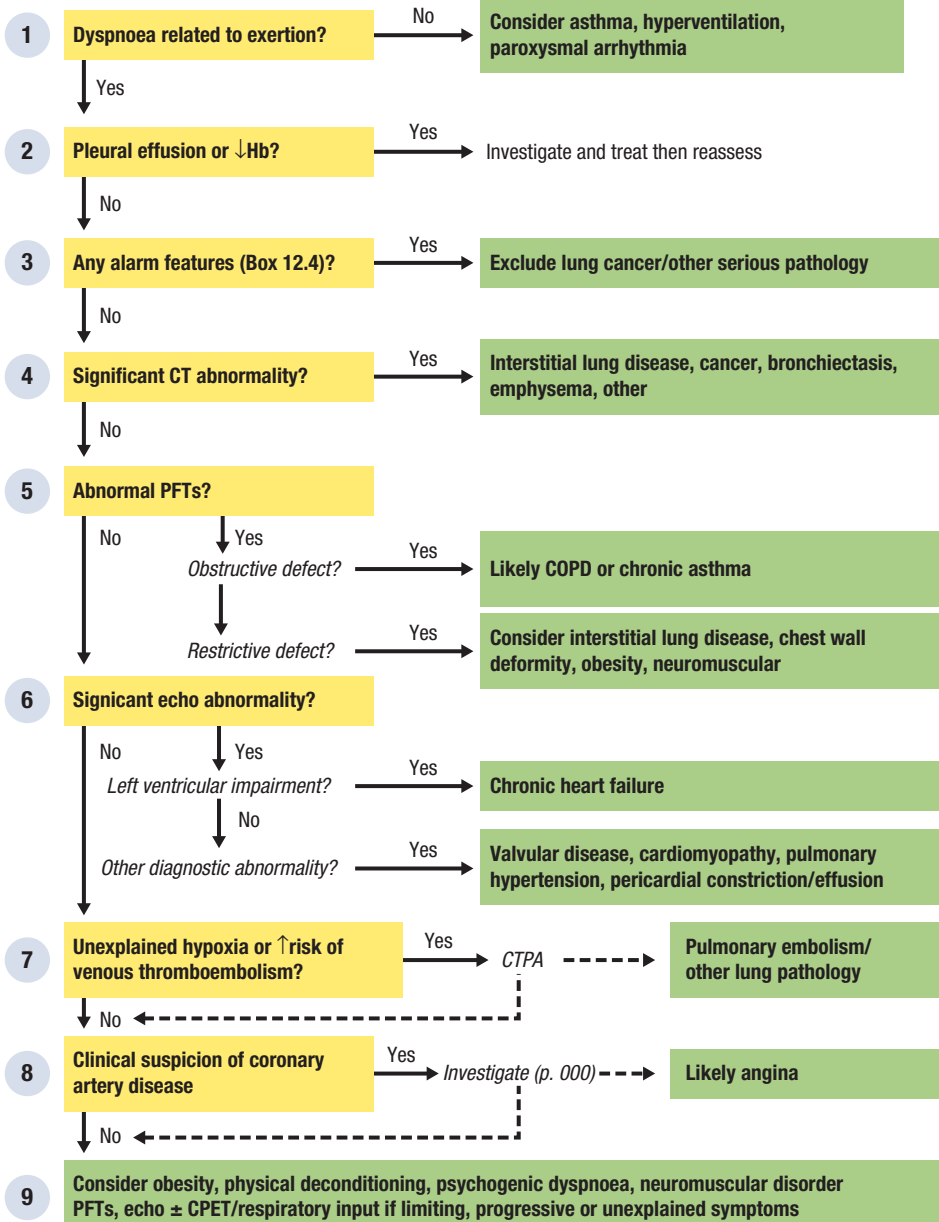 1
Dyspnoea related to exertion?
No
Consider asthma, hyperventilation,
paroxysmal arrhythmia
Yes
2
Pleural effusion or ↓Hb?
Yes
Investigate and treat then reassess
No
3
Any alarm features (Box 12.4)?
Yes
Exclude lung cancer/other serious pathology
No
4
Significant CT abnormality?
Yes
Interstitial lung disease, cancer, bronchiectasis,
emphysema, other
No
5
Abnormal PFTs?
No
Yes
Obstructive defect?
Yes
Likely COPD or chronic asthma
Restrictive defect?
Yes
Consider interstitial lung disease, chest wall
deformity, obesity, neuromuscular
6
Signicant echo abnormality?
No
Yes
Left ventricular impairment?
Yes
Chronic heart failure
No
Other diagnostic abnormality?
Yes
Valvular disease, cardiomyopathy, pulmonary
hypertension, pericardial constriction/effusion
7
Unexplained hypoxia or ↑risk of
venous thromboembolism?
Yes
CTPA
Pulmonary embolism/
other lung pathology
No
8
Clinical suspicion of coronary
artery disease
Yes
Investigate (p. 000)
Likely angina
No
9
Consider obesity, physical deconditioning, psychogenic dyspnoea, neuromuscular disorder
PFTs, echo ± CPET/respiratory input if limiting, progressive or unexplained symptoms